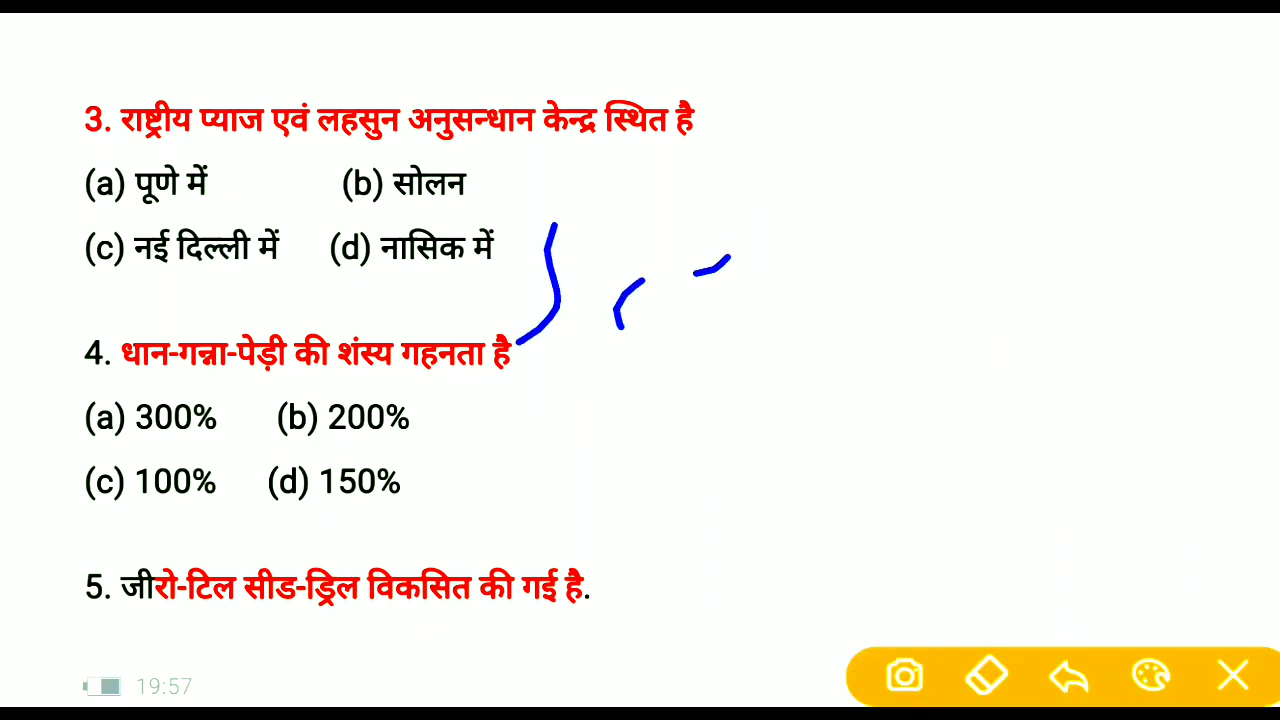 3. राष्ट्रीय प्याज एवं लहसुन अनुसन्धान केन्द्र स्थित है
(a) पूणे में (b) सोलन
(c) नई दिल्ली में (d) नासिक में
4. धान-गन्ना-पेड़ी की शंस्य गहनता है
(a) 300% (b) 200%
(c) 100% (d) 150%
5. जीरो-टिल सीड-ड्रिल विकसित की गई है.
19:57